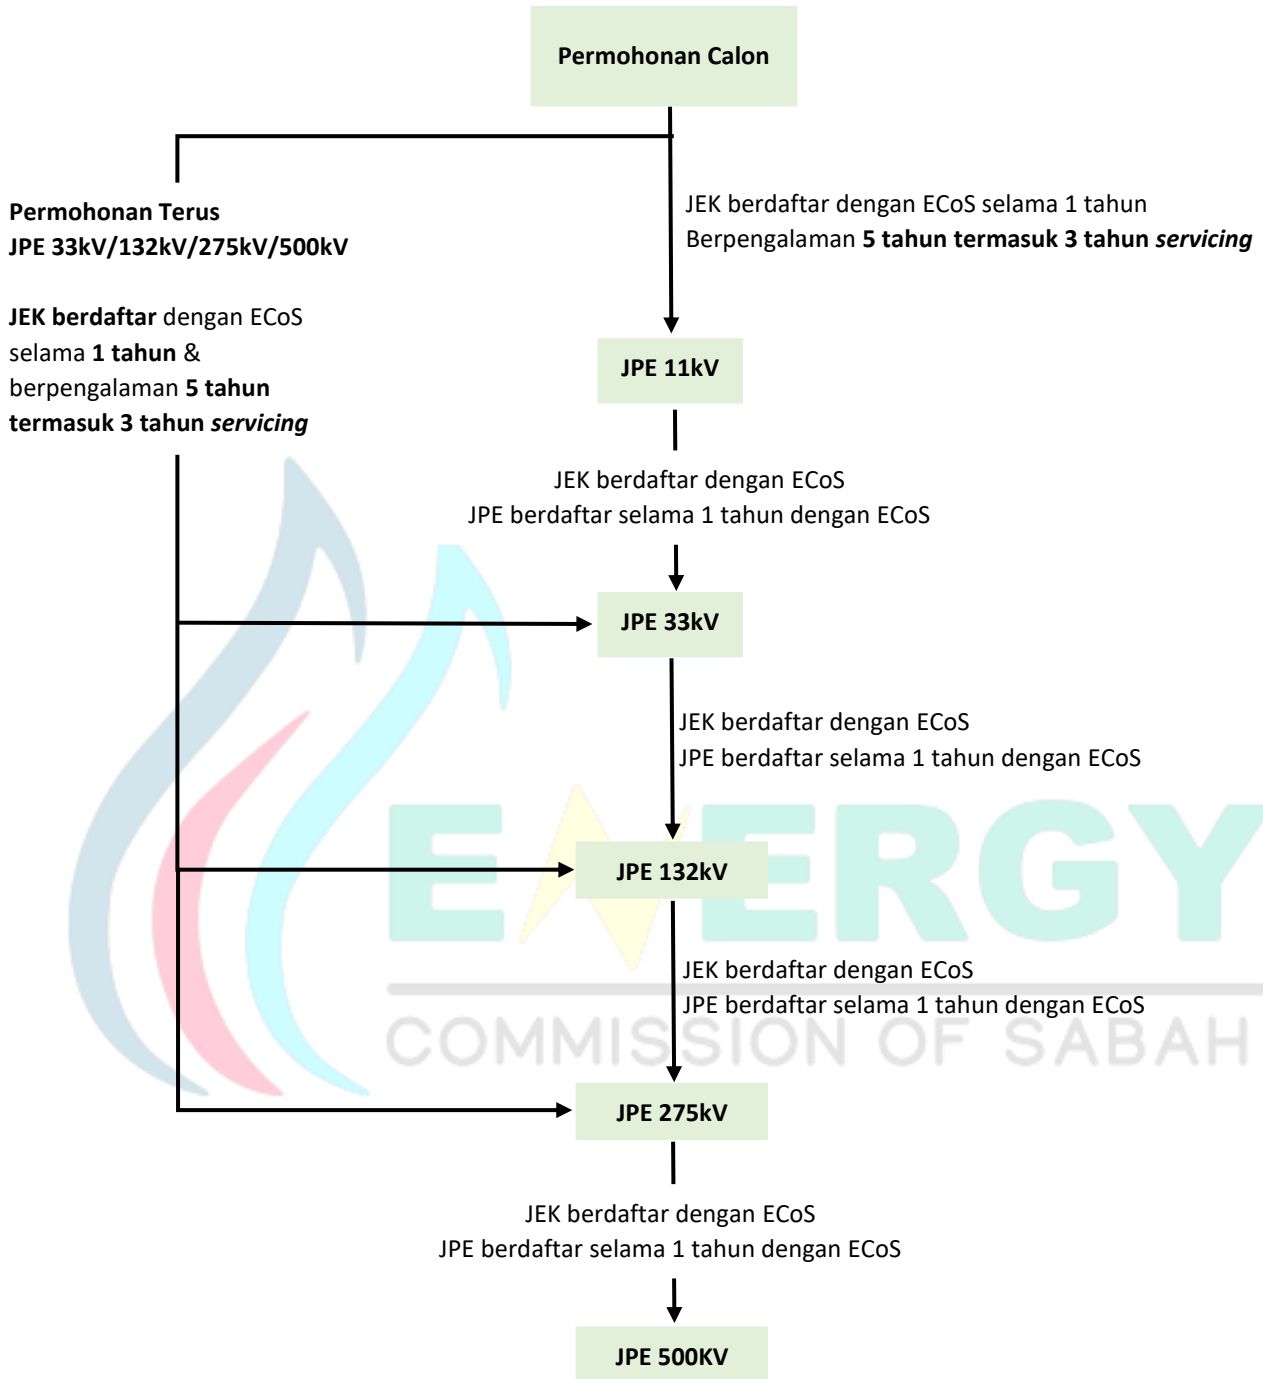 Permohonan Calon
Permohonan Terus
JPE 33kV/132kV/275kV/500kV
JEK berdaftar dengan ECoS
selama 1 tahun &
berpengalaman 5 tahun
termasuk 3 tahun servicing
JEK berdaftar dengan ECoS selama 1 tahun
Berpengalaman 5 tahun termasuk 3 tahun servicing
JPE 11kV
JEK berdaftar dengan ECoS
JPE berdaftar selama 1 tahun dengan ECoS
JPE 33kV
JEK berdaftar dengan ECoS
JPE berdaftar selama 1 tahun dengan ECoS
JPE 132kV
ENERGY
JEK berdaftar dengan ECoS
JPE berdaftar selama 1 tahun dengan ECoS
COMMISSION OF SABAH
JPE 275kV
JEK berdaftar dengan ECoS
JPE berdaftar selama 1 tahun dengan ECoS
JPE 500KV